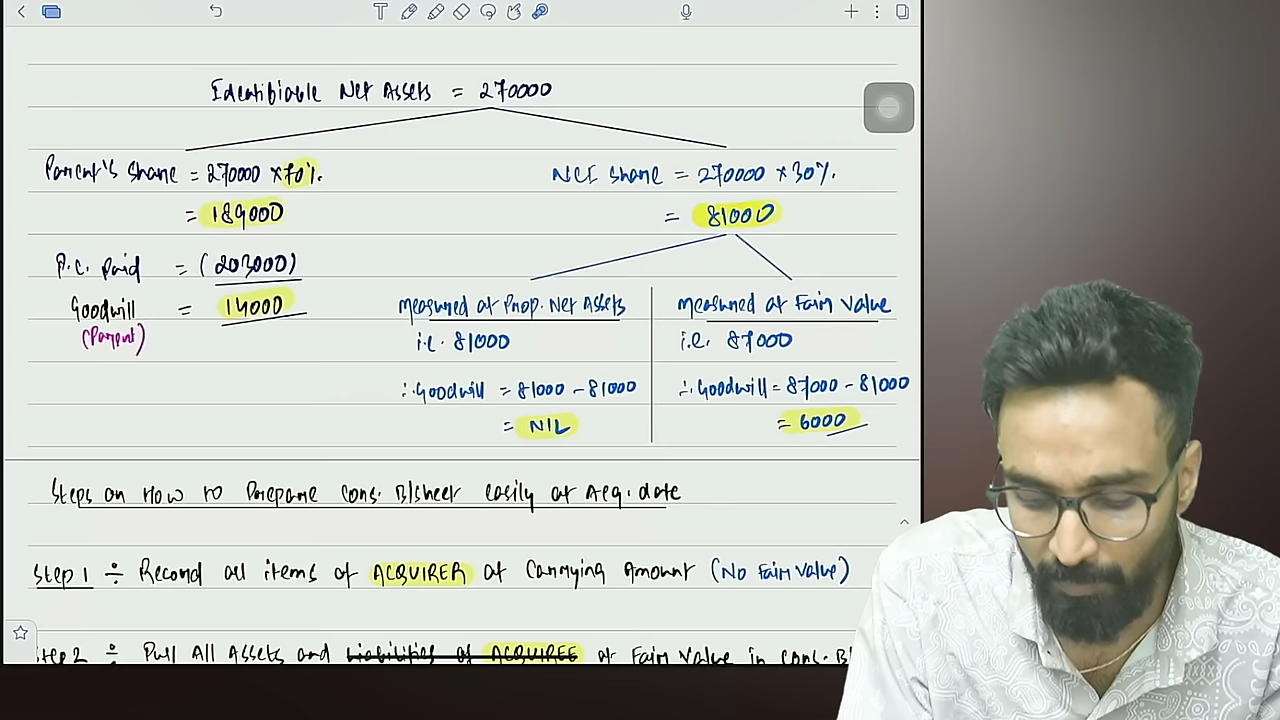 Identifiable Net Assets = 270000
Parent's Share = 270000 × 70%.
= 189000
P.C. Paid = (203000)
Goodwill = 14000
(Parent)
NCI Share = 270000 × 30%.
= 81000
Measured at Prop. Net Assets
i.e. 81000
∴ Goodwill = 81000 - 81000
= NIL
Measured at Fair Value
i.e. 87000
∴ Goodwill = 87000 - 81000
= 6000
Steps on How to Prepare Cons. B/Sheet easily at Acq. date
Step 1 ÷ Record all items of ACQUIRER at Carrying Amount (No Fair Value)
Step 2 ÷ Pull All Assets and Liabilities of ACQUIREE at Fair Value in Cons. B/